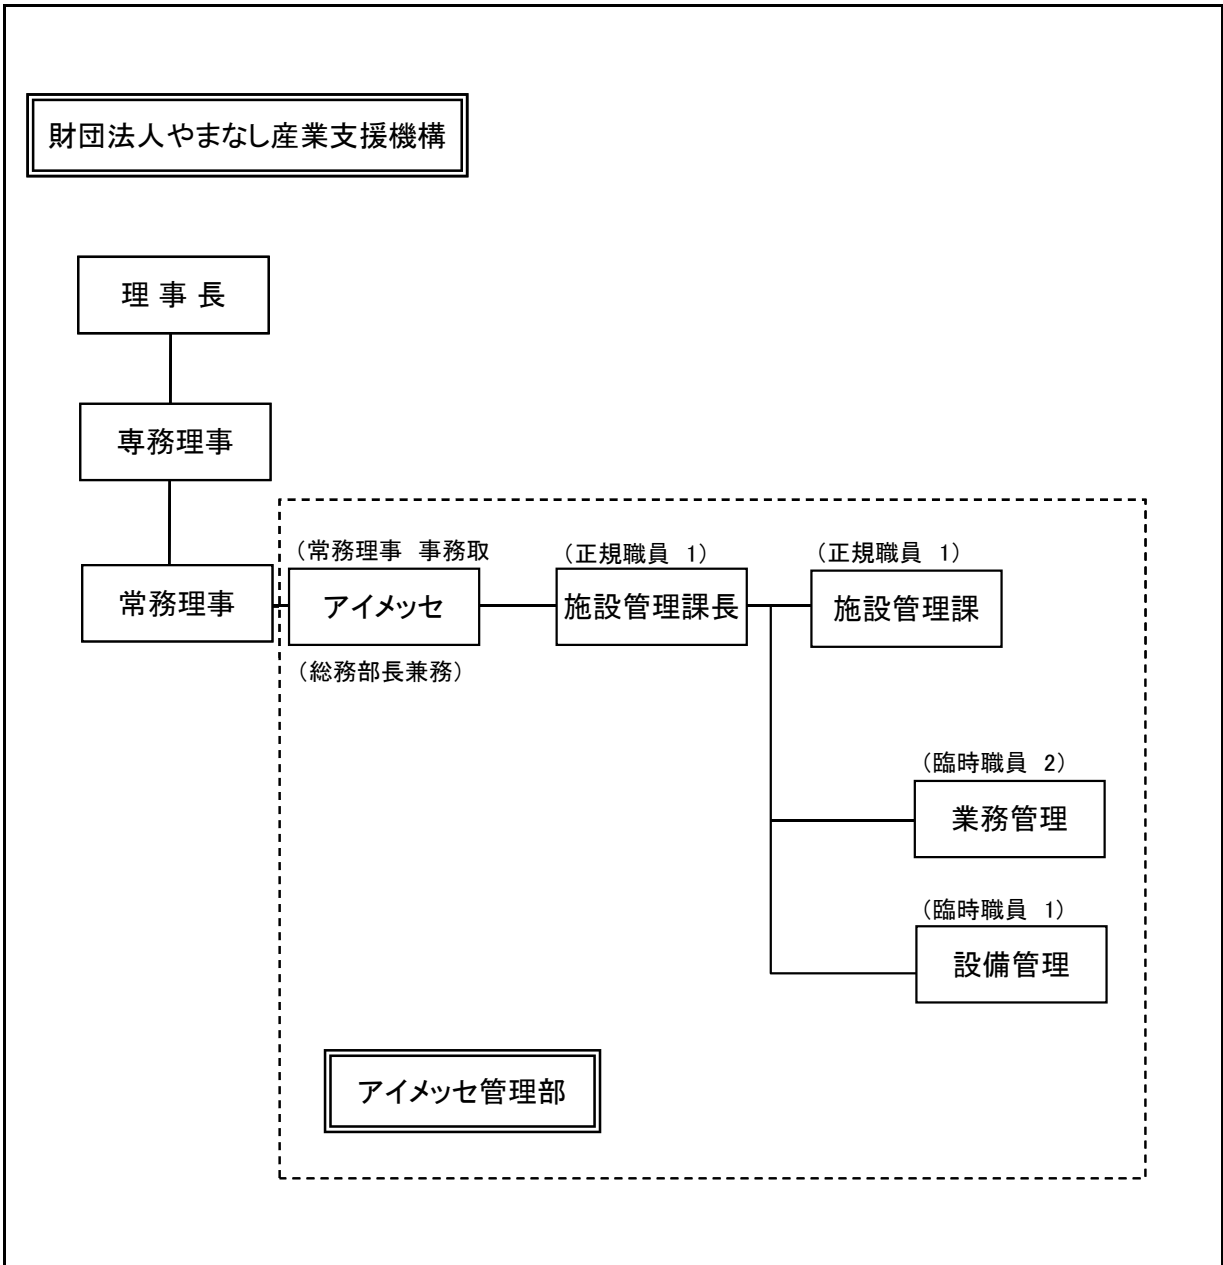 財団法人やまなし産業支援機構
理 事 長
専務理事
常務理事
（常務理事　事務取
アイメッセ
（総務部長兼務）
（正規職員　1）
施設管理課長
（正規職員　1）
施設管理課
（臨時職員　2）
業務管理
（臨時職員　1）
設備管理
アイメッセ管理部